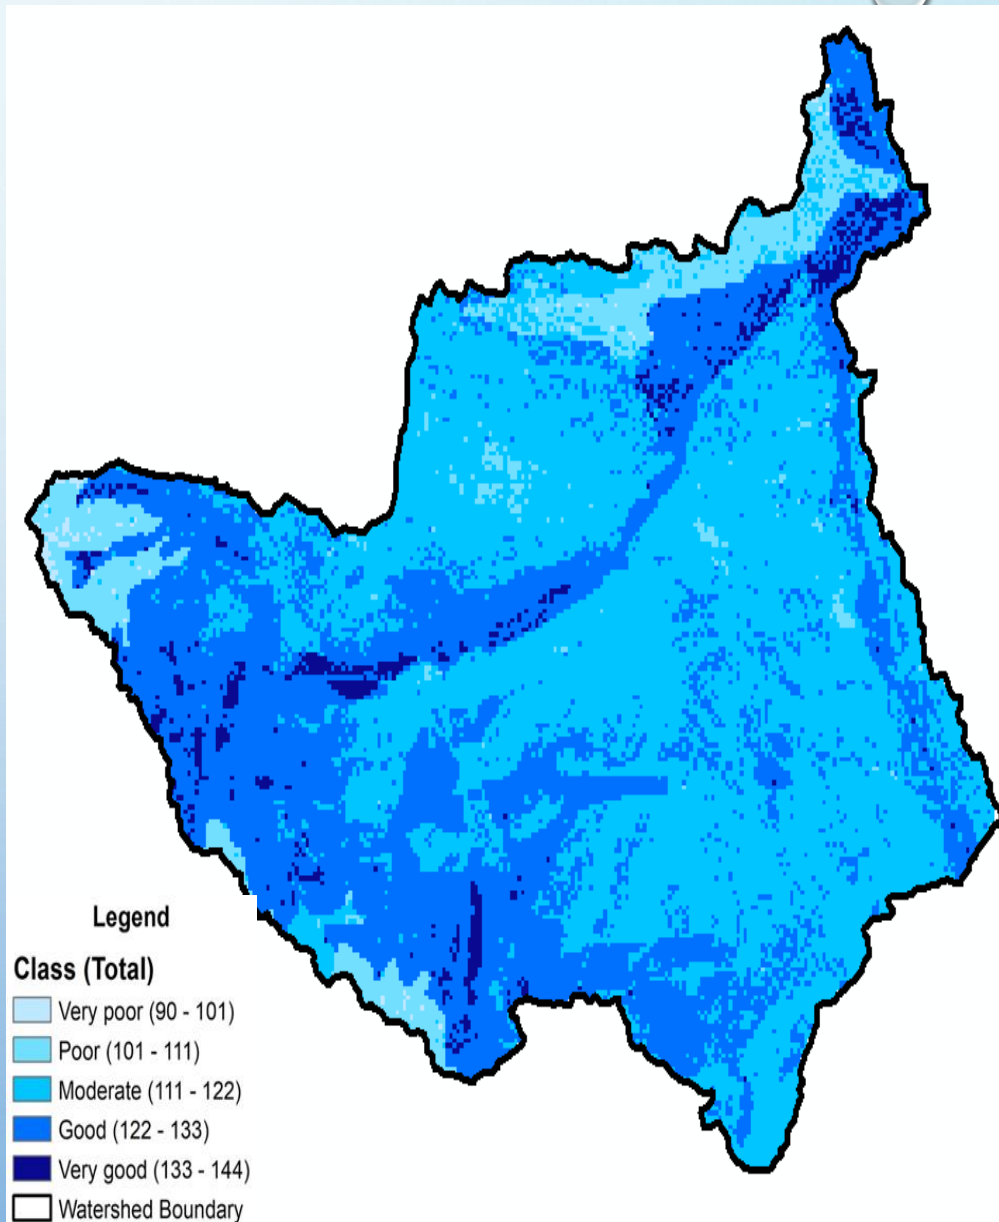 Legend
Class (Total)
Very poor (90 - 101)
Poor (101 - 111)
Moderate (111 - 122)
Good (122 - 133)
Very good (133 - 144)
Watershed Boundary